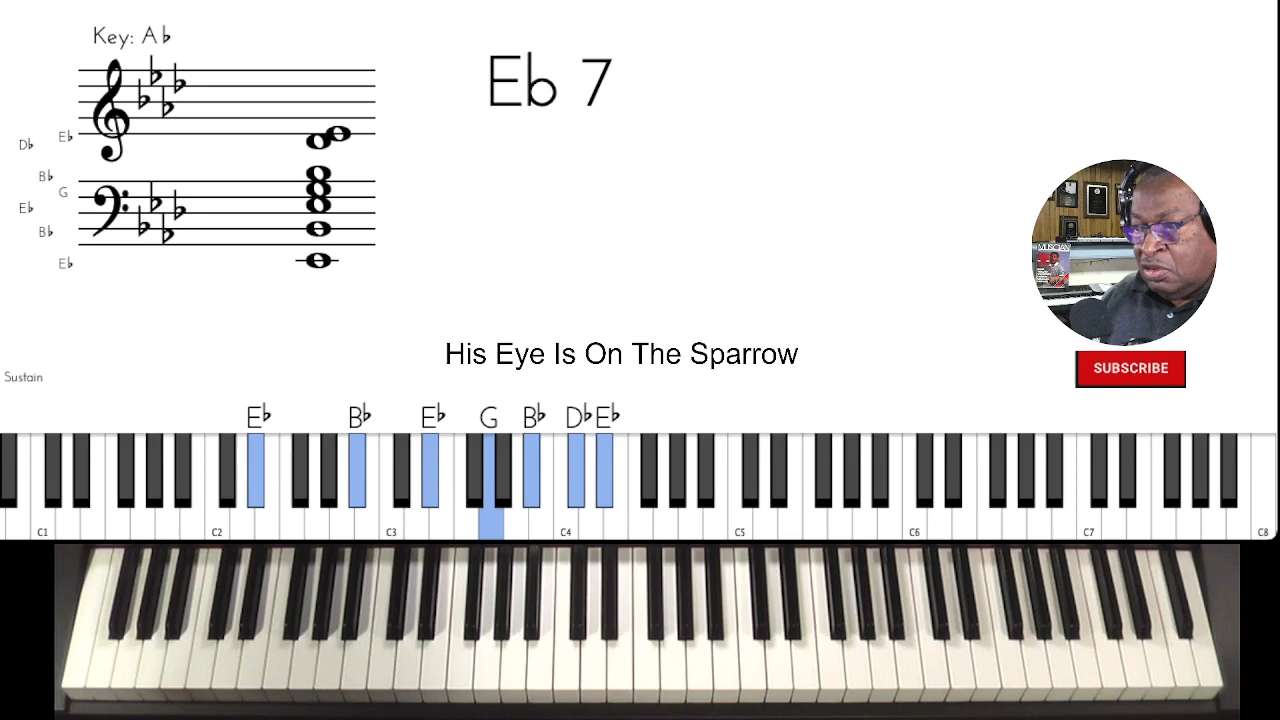 Key: A♭
Eb 7
D♭ E♭
B♭
G
E♭
B♭
E♭
His Eye Is On The Sparrow
SUBSCRIBE
Sustain
E♭ B♭ E♭ G B♭ D♭ E♭
C1 C2 C3 C4 C5 C6 C7 C8